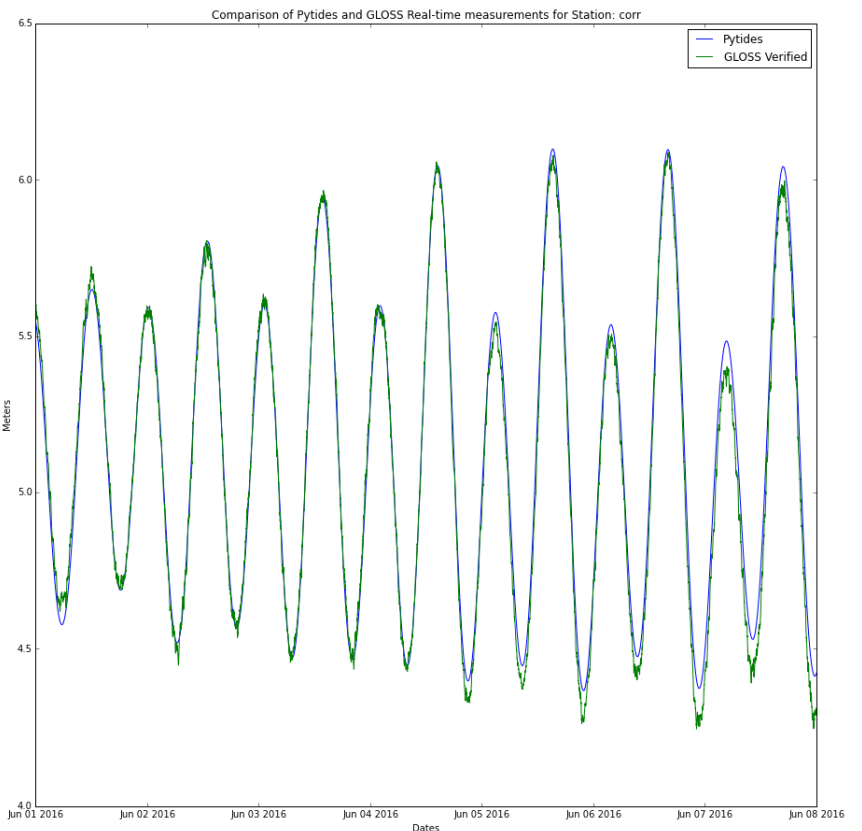 Comparison of Pytides and GLOSS Real-time measurements for Station: corr
6.5
Pytides
GLOSS Verified
6.0
5.5
Meters
5.0
4.5
4.0
Jun 01 2016 Jun 02 2016 Jun 03 2016 Jun 04 2016 Jun 05 2016 Jun 06 2016 Jun 07 2016 Jun 08 2016
Dates